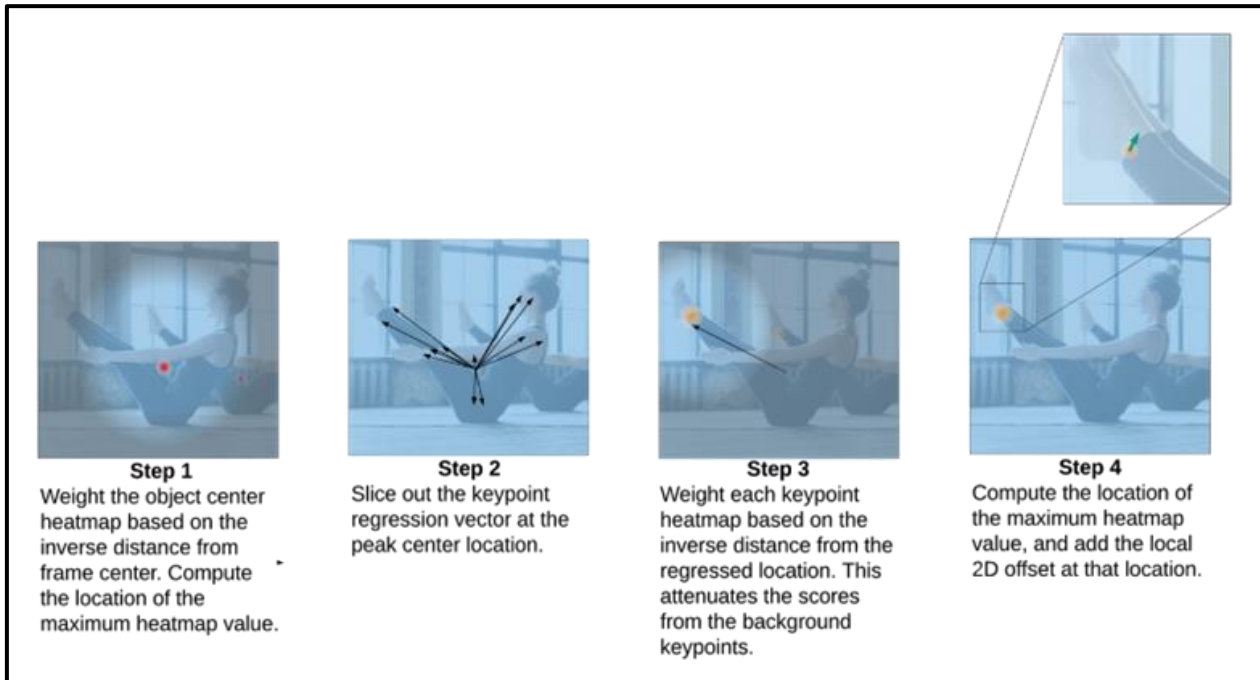 Step 1
Weight the object center
heatmap based on the
inverse distance from
frame center. Compute
the location of the
maximum heatmap value.
Step 2
Slice out the keypoint
regression vector at the
peak center location.
Step 3
Weight each keypoint
heatmap based on the
inverse distance from the
regressed location. This
attenuates the scores
from the background
keypoints.
Step 4
Compute the location of
the maximum heatmap
value, and add the local
2D offset at that location.